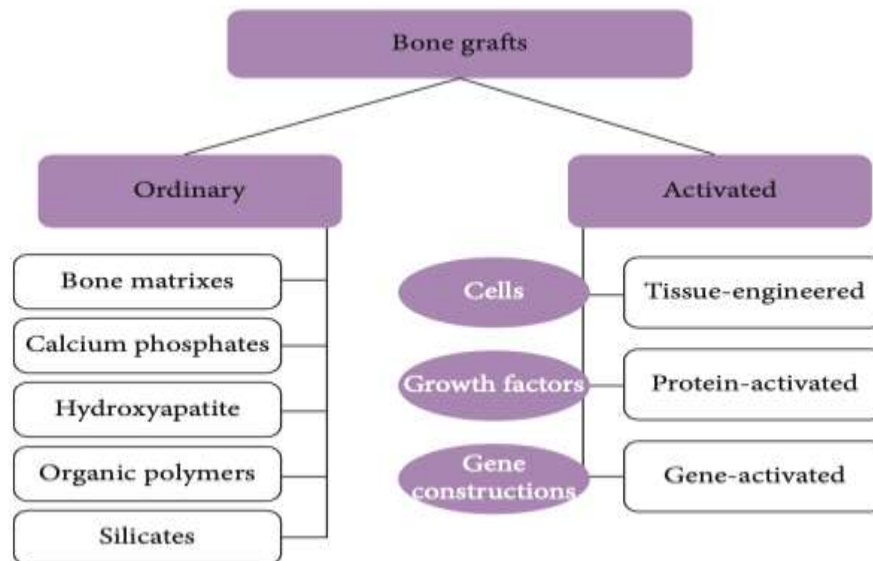 Bone grafts
Ordinary
Activated
Bone matrixes
Calcium phosphates
Hydroxyapatite
Organic polymers
Silicates
Cells
Tissue-engineered
Growth factors
Protein-activated
Gene
constructions
Gene-activated